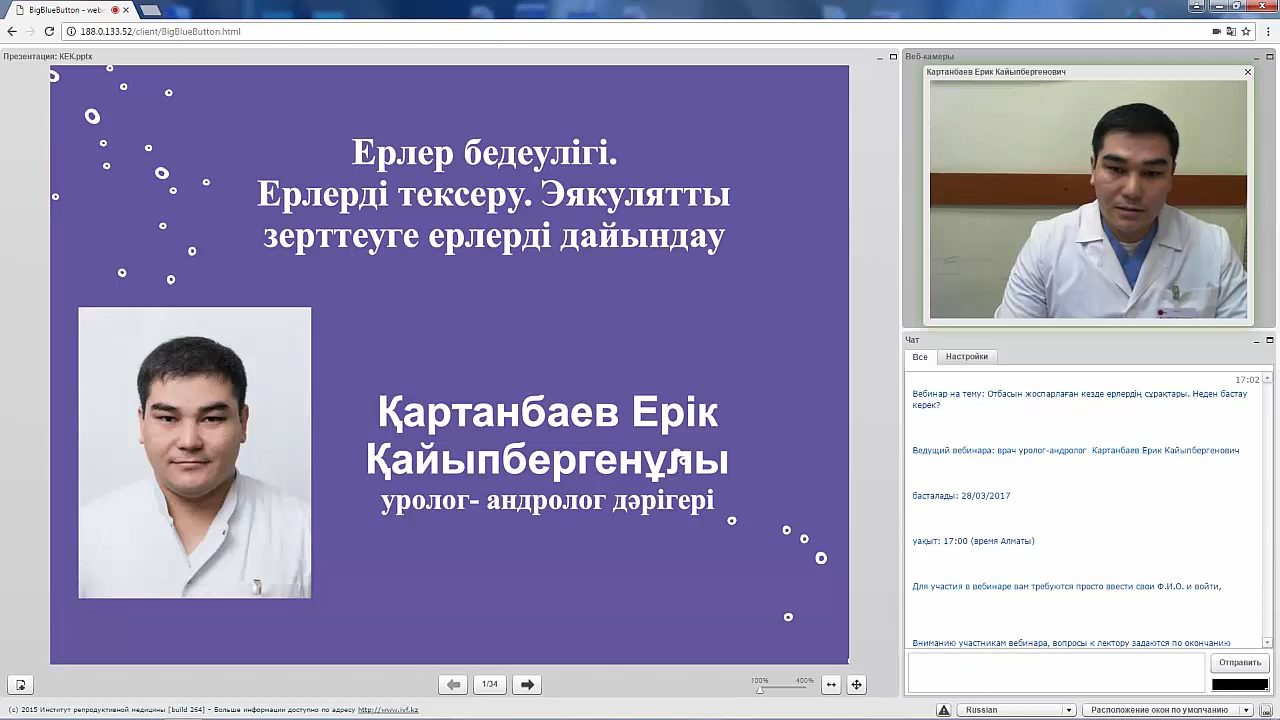 BigBlueButton - webi
188.0.133.52/client/BigBlueButton.html
Презентация: KEK.pptx
Ерлер бедеулігі.
Ерлерді тексеру. Эякулятты
зерттеуге ерлерді дайындау
Қартанбаев Ерік
Қайыпбергенұлы
уролог- андролог дәрігері
1/34
100%
400%
Веб-камеры
Картанбаев Ерик Кайыпбергенович
Чат
Все
Настройки
17:02
Вебинар на тему: Отбасын жоспарлаған кезде ерлердің сұрақтары. Неден бастау
керек?
Ведущий вебинара: врач уролог-андролог Картанбаев Ерик Кайыпбергенович
басталады: 28/03/2017
уақыт: 17:00 (время Алматы)
Для участия в вебинаре вам требуются просто ввести свои Ф.И.О. и войти,
Вниманию участникам вебинара, вопросы к лектору задаются по окончанию
Отправить
(c) 2015 Институт репродуктивной медицины [build 264] - Больше информации доступно по адресу http://www.ivf.kz
Russian
Расположение окон по умолчанию